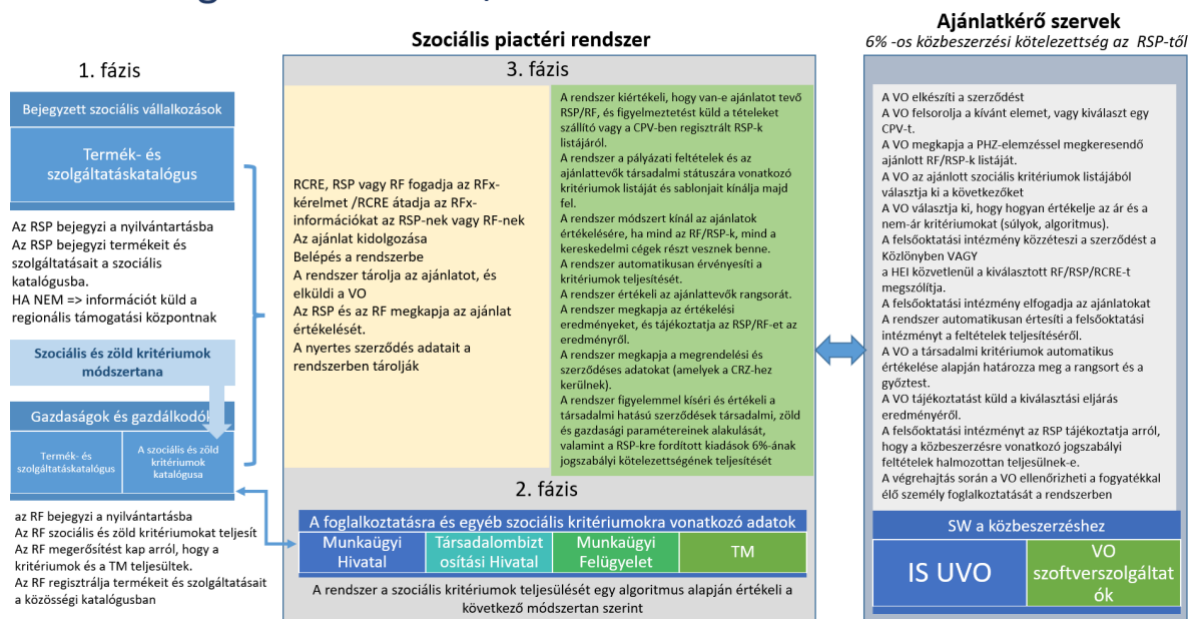 Szociális piactéri rendszer
Ajánlatkérő szervek
6% -os közbeszerzési kötelezettség az RSP-től
1. fázis
Bejegyzett szociális vállalkozások
Termék- és
szolgáltatáskatalógus
Az RSP bejegyzi a nyilvántartásba
Az RSP bejegyzi termékeit és
szolgáltatásait a szociális
katalógusba.
HA NEM => információt küld a
regionális támogatási központnak
Szociális és zöld kritériumok
módszertana
Gazdaságok és gazdálkodók
Termék- és
szolgáltatáskatalógus
A szociális és zöld
kritériumok
katalógusa
az RF bejegyzi a nyilvántartásba
Az RF szociális és zöld kritériumokat teljesít
Az RF megerősítést kap arról, hogy a
kritériumok és a TM teljesültek.
Az RF regisztrálja termékeit és szolgáltatásait
a közösségi katalógusban
3. fázis
RCRE, RSP vagy RF fogadja az RFx-
kérelmet /RCRE átadja az RFx-
információkat az RSP-nek vagy RF-nek
Az ajánlat kidolgozása
Belépés a rendszerbe
A rendszer tárolja az ajánlatot, és
elküldi a VO
Az RSP és az RF megkapja az ajánlat
értékelését.
A nyertes szerződés adatait a
rendszerben tárolják
A rendszer kiértékeli, hogy van-e ajánlatot tevő
RSP/RF, és figyelmeztetést küld a tételeket
szállító vagy a CPV-ben regisztrált RSP-k
listájáról.
A rendszer a pályázati feltételek és az
ajánlattevők társadalmi státuszára vonatkozó
kritériumok listáját és sablonjait kínálja majd
fel.
A rendszer módszert kínál az ajánlatok
értékelésére, ha mind az RF/RSP-k, mind a
kereskedelmi cégek részt vesznek benne.
A rendszer automatikusan érvényesíti a
kritériumok teljesítését.
A rendszer értékeli az ajánlattevők rangsorát.
A rendszer megkapja az értékelési
eredményeket, és tájékoztatja az RSP/RF-et az
eredményről.
A rendszer megkapja a megrendelési és
szerződéses adatokat (amelyek a CRZ-hez
kerülnek).
A rendszer figyelemmel kíséri és értékeli a
társadalmi hatású szerződések társadalmi, zöld
és gazdasági paramétereinek alakulását,
valamint a RSP-kre fordított kiadások 6%-ának
jogszabályi kötelezettségének teljesítését
2. fázis
A foglalkoztatásra és egyéb szociális kritériumokra vonatkozó adatok
Munkaügyi
Hivatal
Társadalombizt
osítási Hivatal
Munkaügyi
Felügyelet
TM
A rendszer a szociális kritériumok teljesülését egy algoritmus alapján értékeli a
következő módszertan szerint
A VO elkészíti a szerződést
A VO felsorolja a kívánt elemet, vagy kiválaszt egy
CPV-t.
A VO megkapja a PHZ-elemzéssel megkeresendő
ajánlott RF/RSP-k listáját.
A VO az ajánlott szociális kritériumok listájából
választja ki a következőket
A VO választja ki, hogy hogyan értékelje az ár és a
nem-ár kritériumokat (súlyok, algoritmus).
A felsőoktatási intézmény közzéteszi a szerződést a
Közlönyben VAGY
a HEI közvetlenül a kiválasztott RF/RSP/RCRE-t
megszólítja.
A felsőoktatási intézmény elfogadja az ajánlatokat
A rendszer automatikusan értesíti a felsőoktatási
intézményt a feltételek teljesítéséről.
A VO a társadalmi kritériumok automatikus
értékelése alapján határozza meg a rangsort és a
győztest.
A VO tájékoztatást küld a kiválasztási eljárás
eredményéről.
A felsőoktatási intézményt az RSP tájékoztatja arról,
hogy a közbeszerzésre vonatkozó jogszabályi
feltételek halmozottan teljesülnek-e.
A végrehajtás során a VO ellenőrizheti a fogyatékkal
élő személy foglalkoztatását a rendszerben
SW a közbeszerzéshez
IS UVO
VO
szoftverszolgáltat
ók